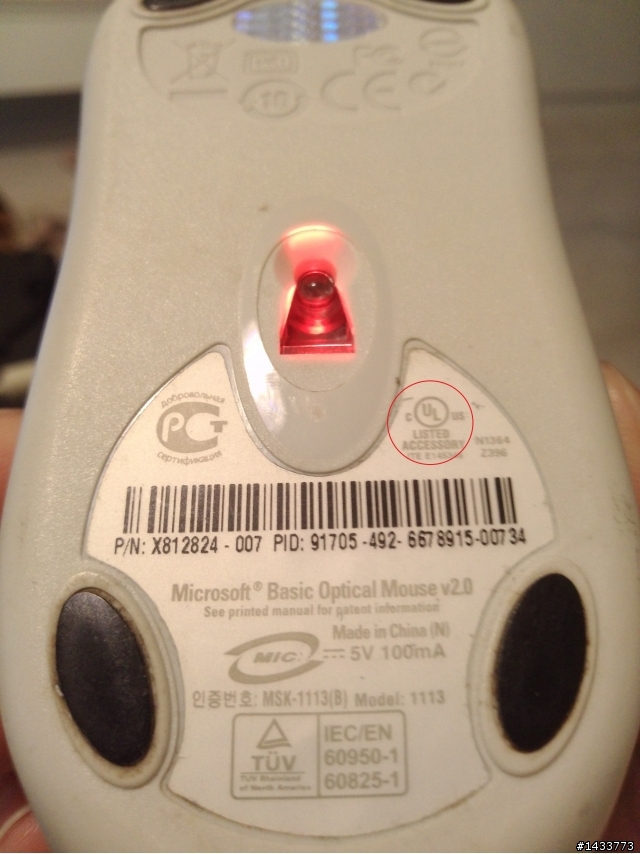 10
CE
добровольная
РСТ
сертификация
C UL US
LISTED
ACCESSORY
N1364
Z396
P/N: X812824 - 007 PID: 91705 -492- 6678915-00734
Microsoft® Basic Optical Mouse v2.0
See printed manual for patent information
Made in China (N)
MIC
5V 100mA
인증번호: MSK-1113(B) Model: 1113
TÜV
TUV Rheinland
of North America
IEC/EN
60950-1
60825-1
#1433773